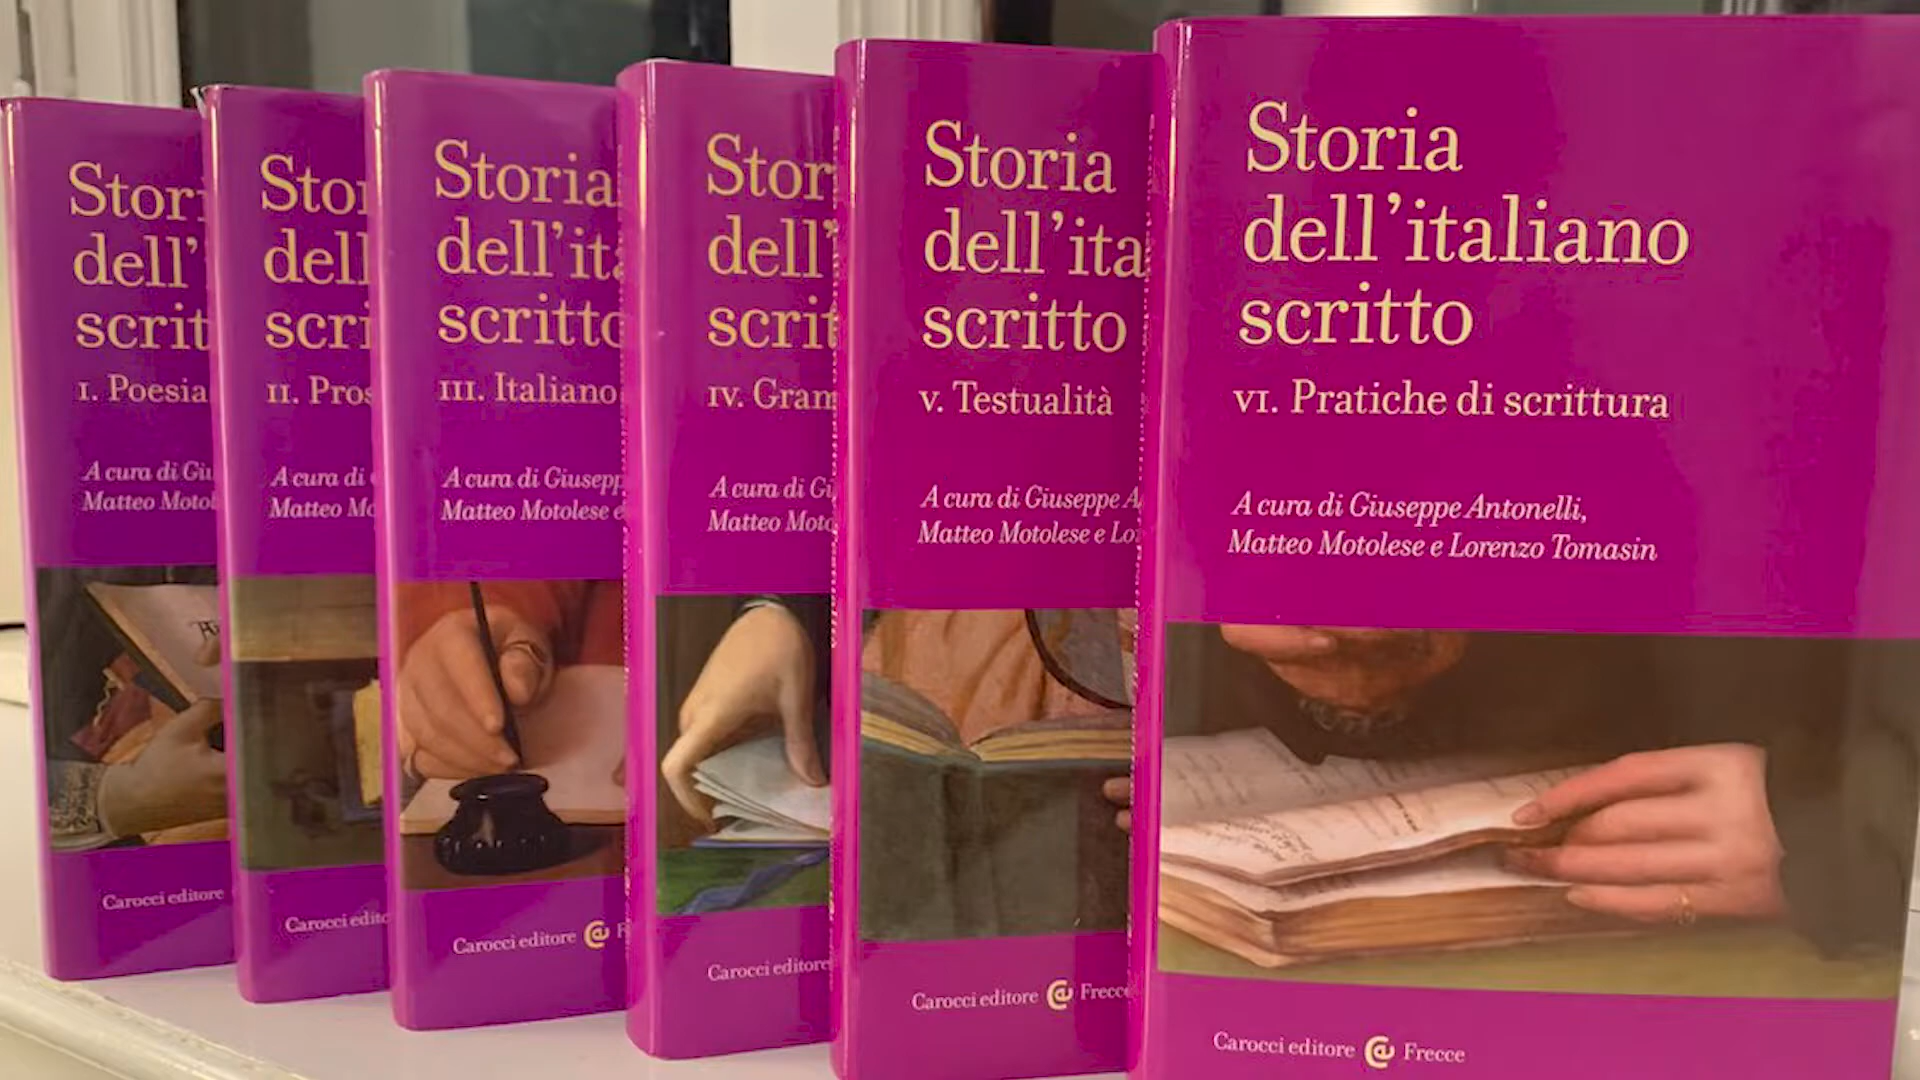 Stori
dell'
scrit
I. Poesia
A cura di Giu
Matteo Motol
Carocci editore
Stor
dell
scri
II. Pros
A cura di
Matteo Mo
Carocci edito
Storia
dell'ita
scritto
III. Italiano
A cura di Giusepp
Matteo Motolese e
Carocci editore @ F
Stor
dell'
scrit
IV. Gram
A cura di Gi
Matteo Moto
Carocci editore
Storia
dell'ita
scritto
V. Testualità
A cura di Giuseppe A
Matteo Motolese e Lor
Carocci editore @ Frecce
Storia
dell'italiano
scritto
VI. Pratiche di scrittura
A cura di Giuseppe Antonelli,
Matteo Motolese e Lorenzo Tomasin
Carocci editore @ Frecce